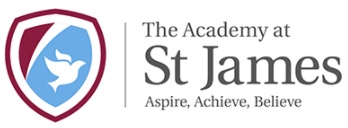 The Academy at
St James
Aspire, Achieve, Believe